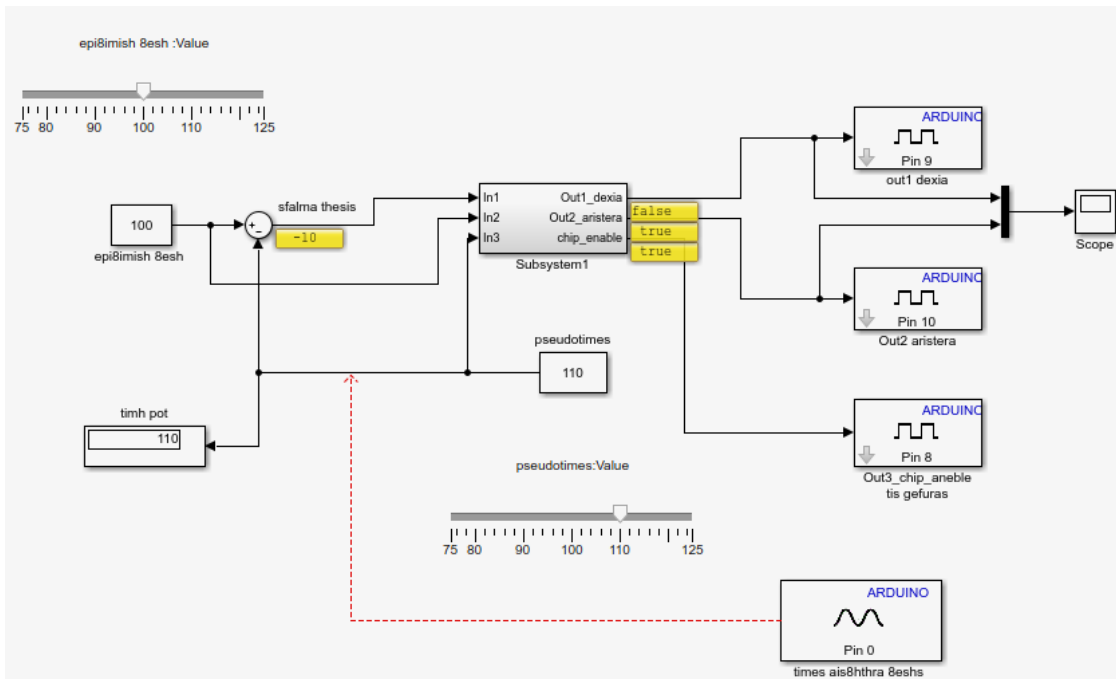 epi8imish 8esh :Value
75 80 90 100 110 125
100
epi8imish 8esh
+_
sfalma thesis
-10
In1
In2
In3
Out1_dexia
Out2_aristera
chip_enable
Subsystem1
false
true
true
ARDUINO
Pin 9
out1 dexia
Scope
ARDUINO
Pin 10
Out2 aristera
pseudotimes
110
timh pot
110
ARDUINO
Pin 8
Out3_chip_aneble
tis gefuras
pseudotimes:Value
75 80 90 100 110 125
ARDUINO
Pin 0
times ais8hthra 8eshs